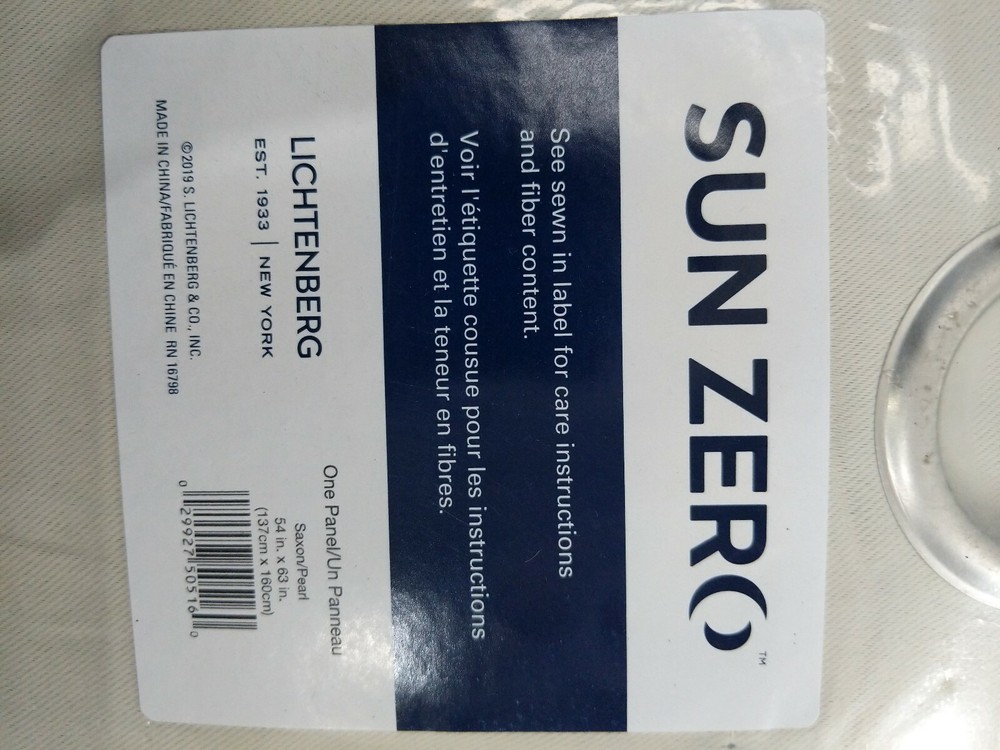 SUN ZERO™
See sewn in label for care instructions
and fiber content.
Voir l'étiquette cousue pour les instructions
d'entretien et la teneur en fibres.
LICHTENBERG
EST. 1933 | NEW YORK
©2019 S. LICHTENBERG & CO., INC.
MADE IN CHINA/FABRIQUÉ EN CHINE RN 16798
One Panel/Un Panneau
Saxon/Pearl
54 in. x 63 in.
(137cm x 160cm)
0 29927 50516 0